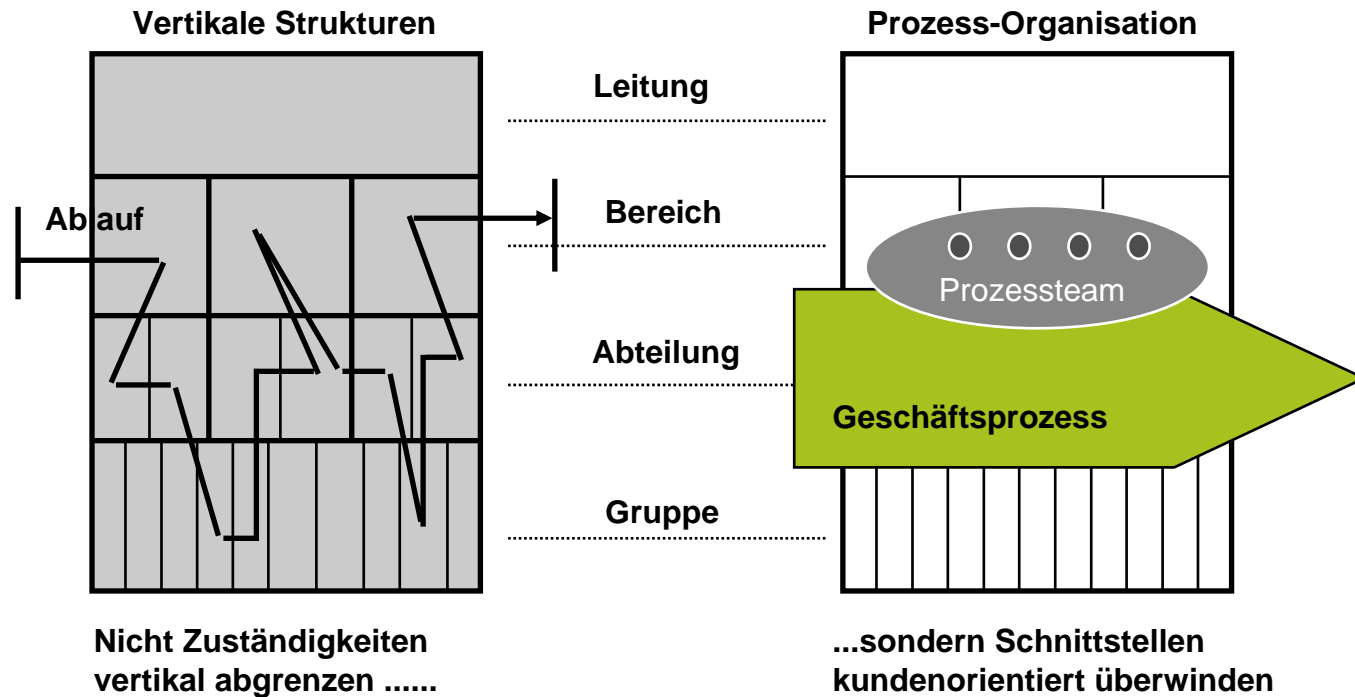 Vertikale Strukturen
Prozess-Organisation
Leitung
Ablauf
Bereich
Prozessteam
Abteilung
Geschäftsprozess
Gruppe
Nicht Zuständigkeiten
vertikal abgrenzen ......
...sondern Schnittstellen
kundenorientiert überwinden